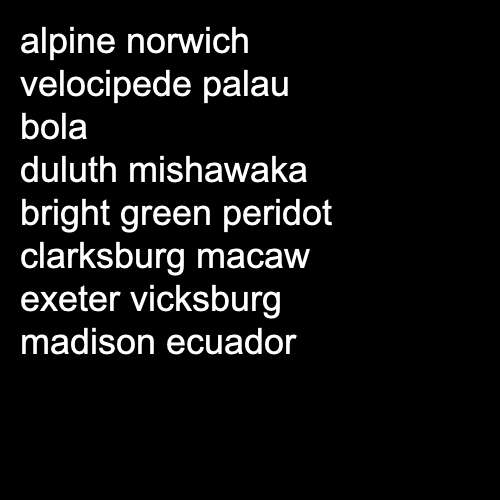 alpine norwich
velocipede palau
bola
duluth mishawaka
bright green peridot
clarksburg macaw
exeter vicksburg
madison ecuador